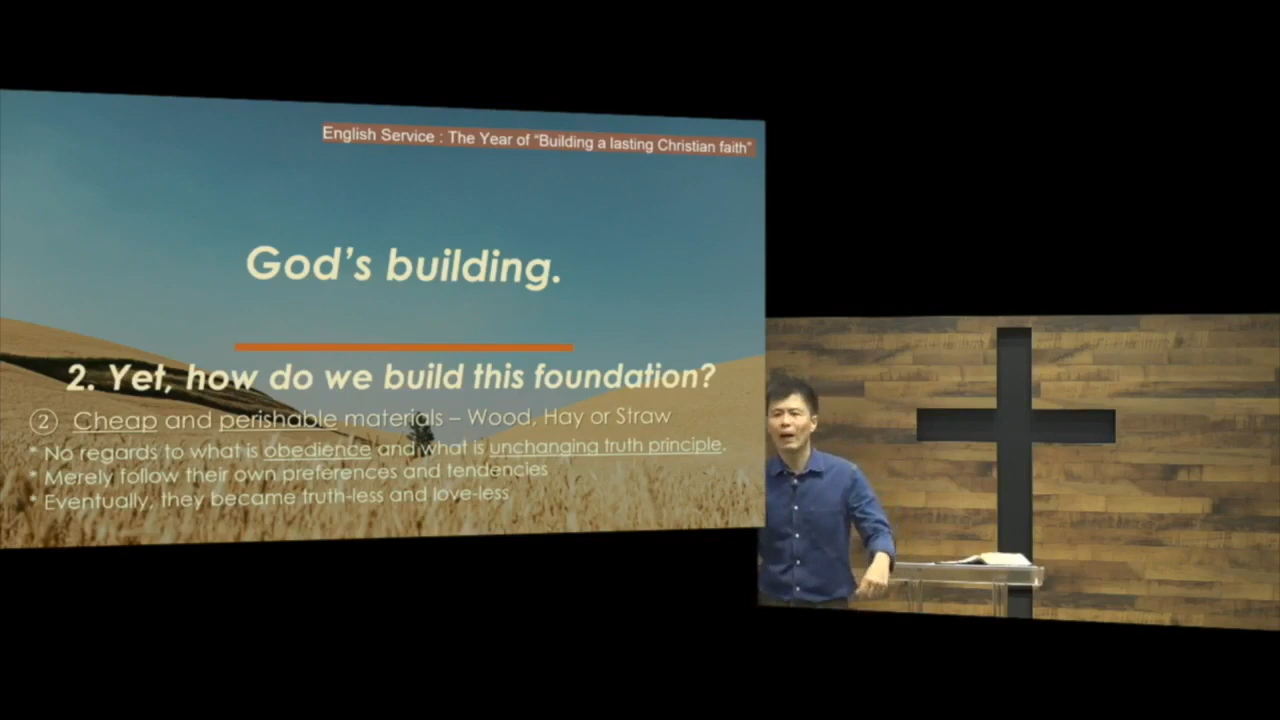 English Service : The Year of “Building a lasting Christian faith”
God’s building.
2. Yet, how do we build this foundation?
② Cheap and perishable materials – Wood, Hay or Straw
* No regards to what is obedience and what is unchanging truth principle.
* Merely follow their own preferences and tendencies
* Eventually, they became truth-less and love-less